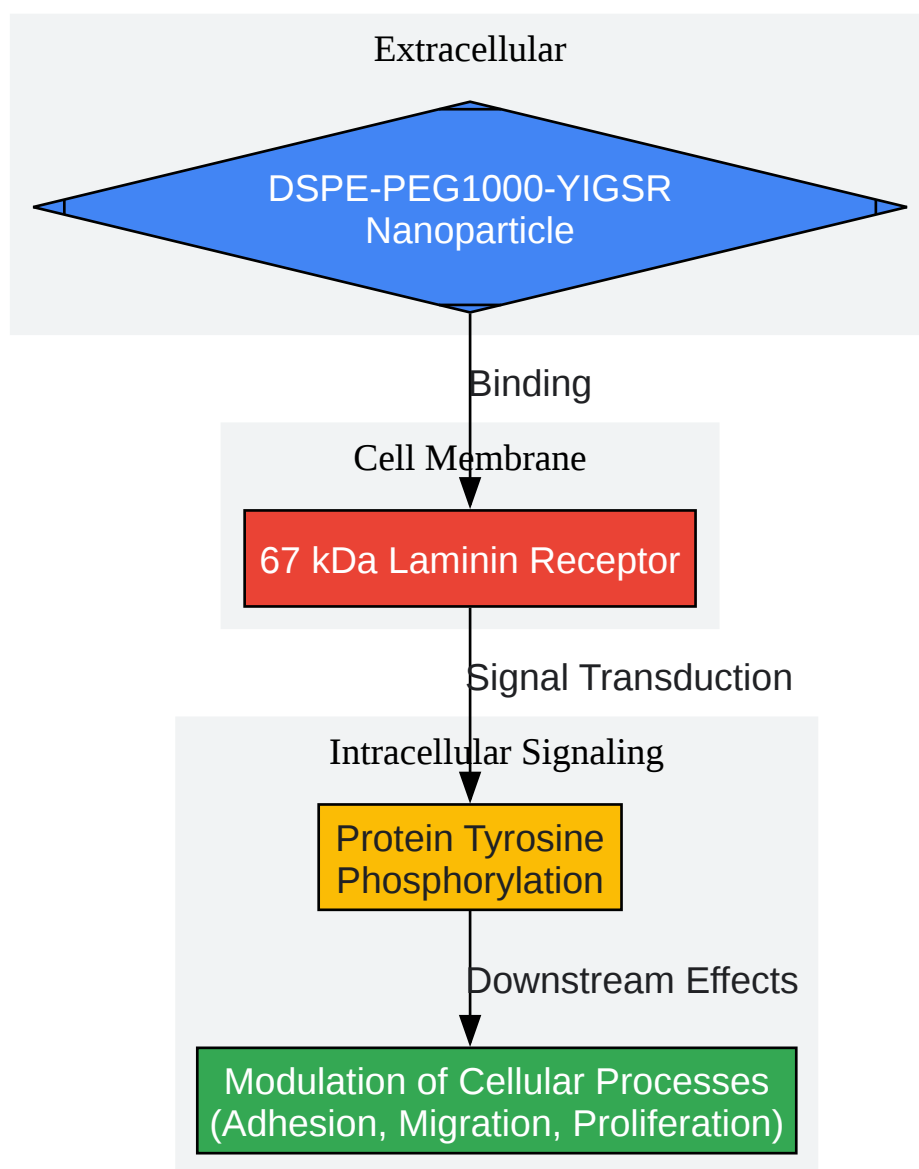 Extracellular
DSPE-PEG1000-YIGSR
Nanoparticle
Binding
Cell Membrane
67 kDa Laminin Receptor
Signal Transduction
Intracellular Signaling
Protein Tyrosine
Phosphorylation
Downstream Effects
Modulation of Cellular Processes
(Adhesion, Migration, Proliferation)